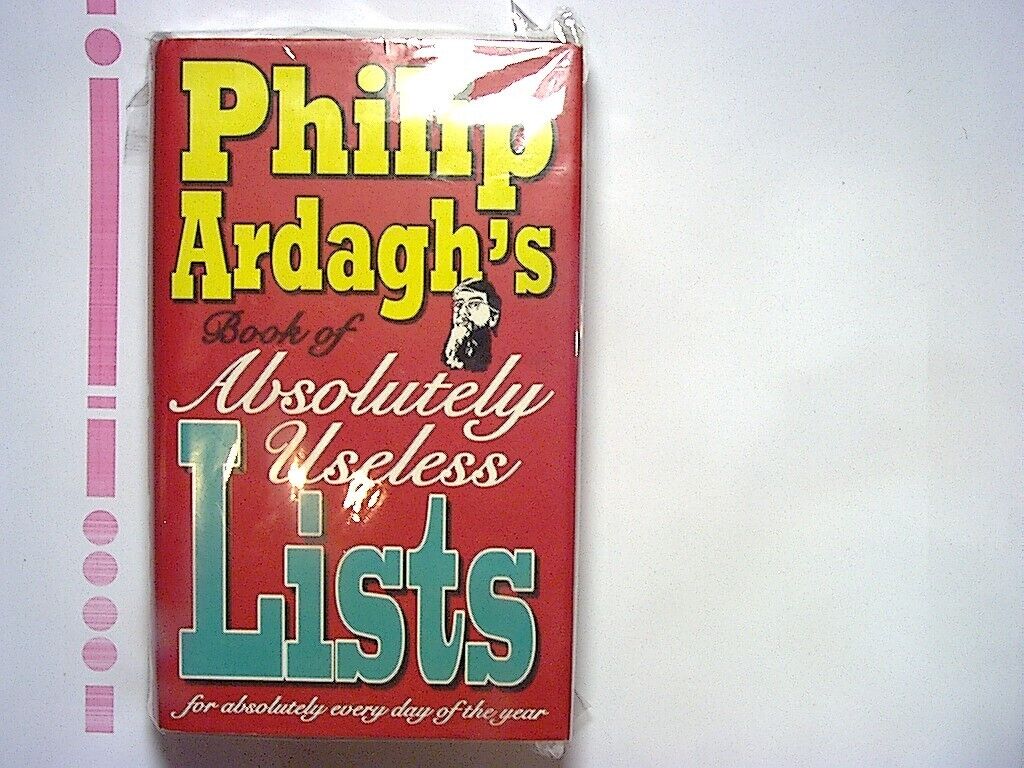 Philip
Ardagh's
Book of
Absolutely
Useless
Lists
for absolutely every day of the year